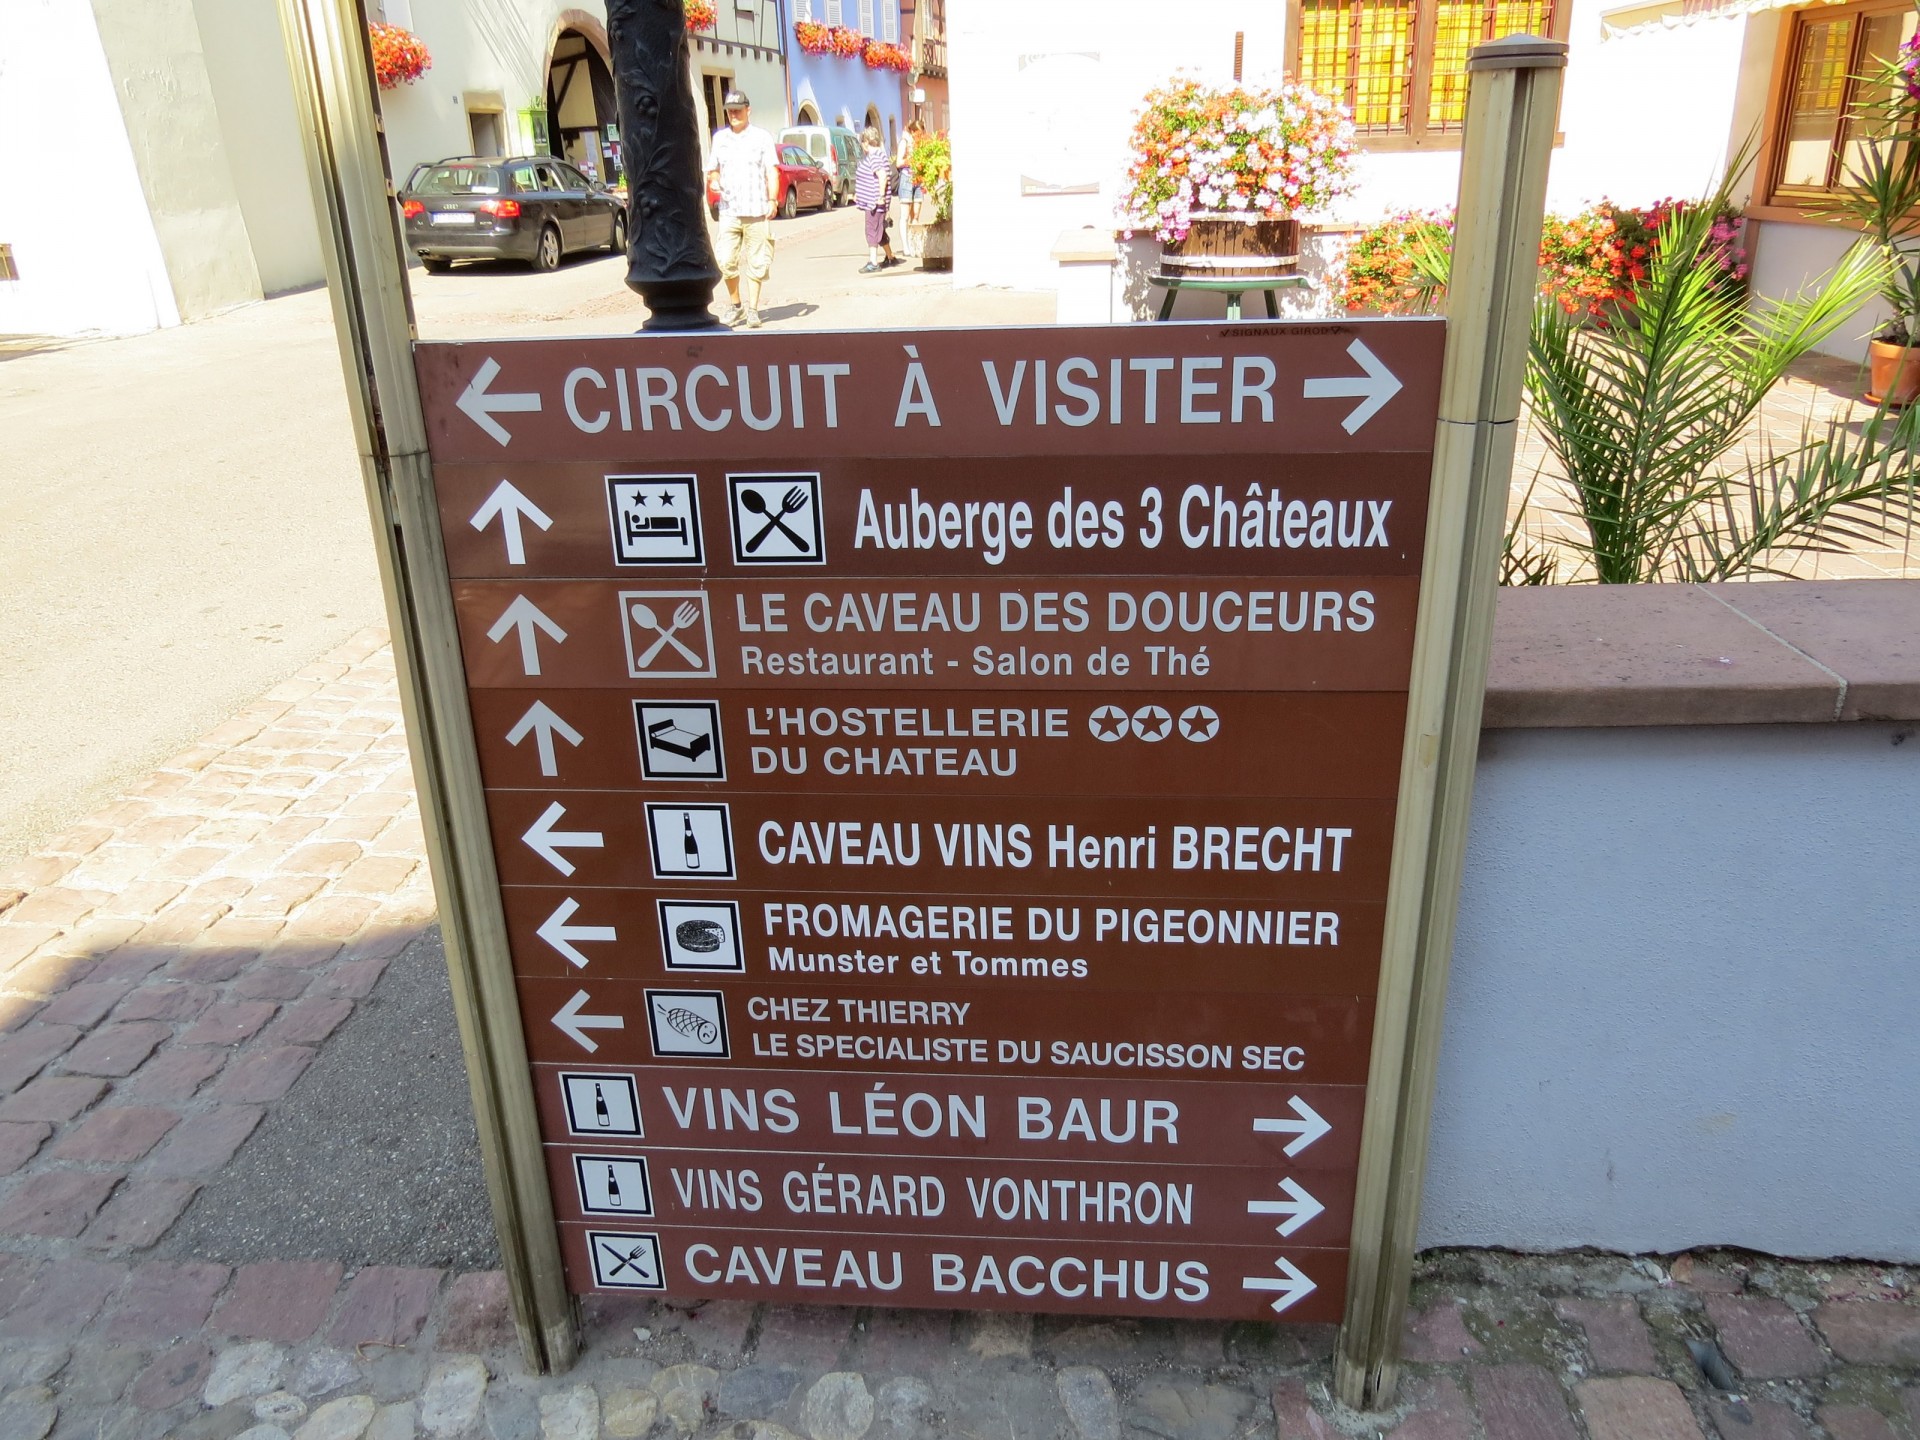 SIGNAUX GIROD
CIRCUIT À VISITER
Auberge des 3 Châteaux
LE CAVEAU DES DOUCEURS
Restaurant - Salon de Thé
L'HOSTELLERIE
DU CHATEAU
CAVEAU VINS Henri BRECHT
FROMAGERIE DU PIGEONNIER
Munster et Tommes
CHEZ THIERRY
LE SPECIALISTE DU SAUCISSON SEC
VINS LÉON BAUR
VINS GÉRARD VONTHRON
CAVEAU BACCHUS